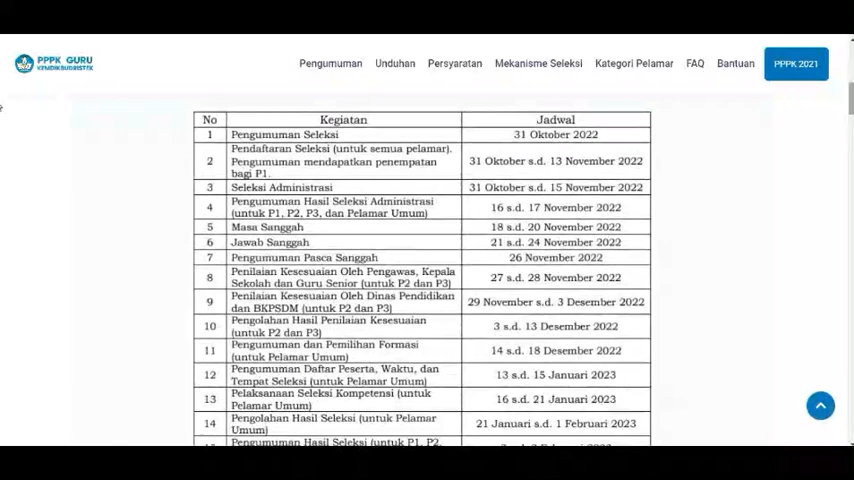 PPPK GURU
KEMDIKBUDRISTEK
Pengumuman Unduhan Persyaratan Mekanisme Seleksi Kategori Pelamar FAQ Bantuan PPPK 2021
No Kegiatan Jadwal
1 Pengumuman Seleksi 31 Oktober 2022
Pendaftaran Seleksi (untuk semua pelamar).
2 Pengumuman mendapatkan penempatan 31 Oktober s.d. 13 November 2022
bagi P1.
3 Seleksi Administrasi 31 Oktober s.d. 15 November 2022
4 Pengumuman Hasil Seleksi Administrasi 16 s.d. 17 November 2022
(untuk P1, P2, P3, dan Pelamar Umum)
5 Masa Sanggah 18 s.d. 20 November 2022
6 Jawab Sanggah 21 s.d. 24 November 2022
7 Pengumuman Pasca Sanggah 26 November 2022
8 Penilaian Kesesuaian Oleh Pengawas, Kepala 27 s.d. 28 November 2022
Sekolah dan Guru Senior (untuk P2 dan P3)
9 Penilaian Kesesuaian Oleh Dinas Pendidikan 29 November s.d. 3 Desember 2022
dan BKPSDM (untuk P2 dan P3)
10 Pengolahan Hasil Penilaian Kesesuaian 3 s.d. 13 Desember 2022
(untuk P2 dan P3)
11 Pengumuman dan Pemilihan Formasi 14 s.d. 18 Desember 2022
(untuk Pelamar Umum)
12 Pengumuman Daftar Peserta, Waktu, dan 13 s.d. 15 Januari 2023
Tempat Seleksi (untuk Pelamar Umum)
13 Pelaksanaan Seleksi Kompetensi (untuk 16 s.d. 21 Januari 2023
Pelamar Umum)
14 Pengolahan Hasil Seleksi (untuk Pelamar 21 Januari s.d. 1 Februari 2023
Umum)
Pengumuman Hasil Seleksi (untuk P1, P2,